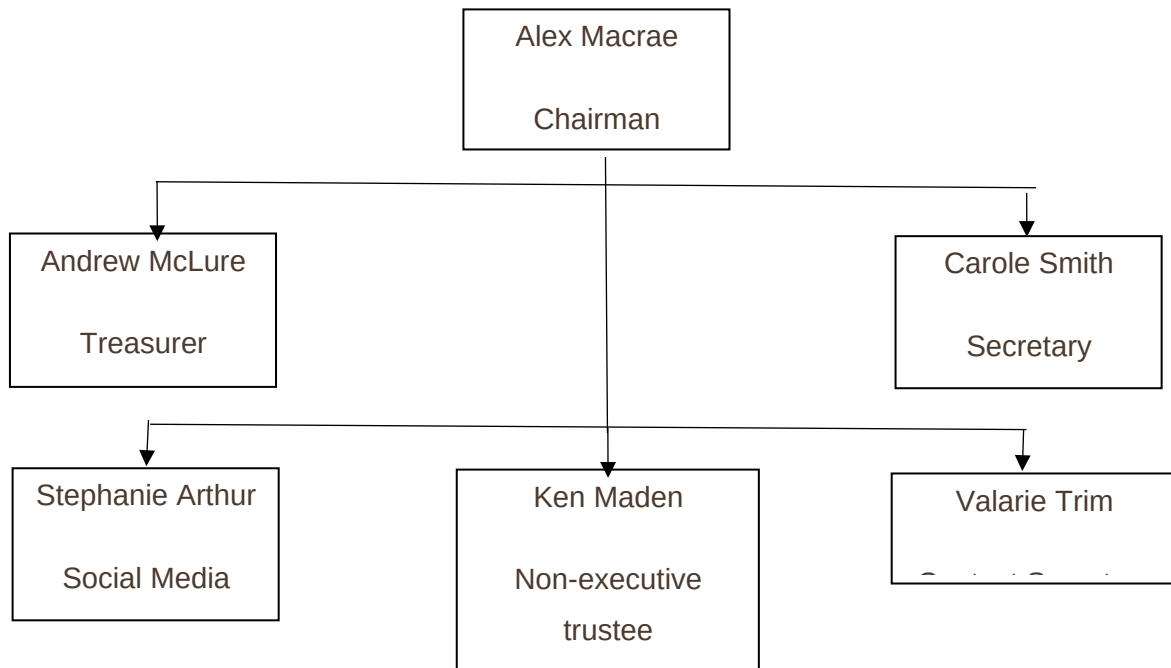 Alex Macrae
Chairman
Andrew McLure
Treasurer
Carole Smith
Secretary
Stephanie Arthur
Social Media
Ken Maden
Non-executive
trustee
Valarie Trim